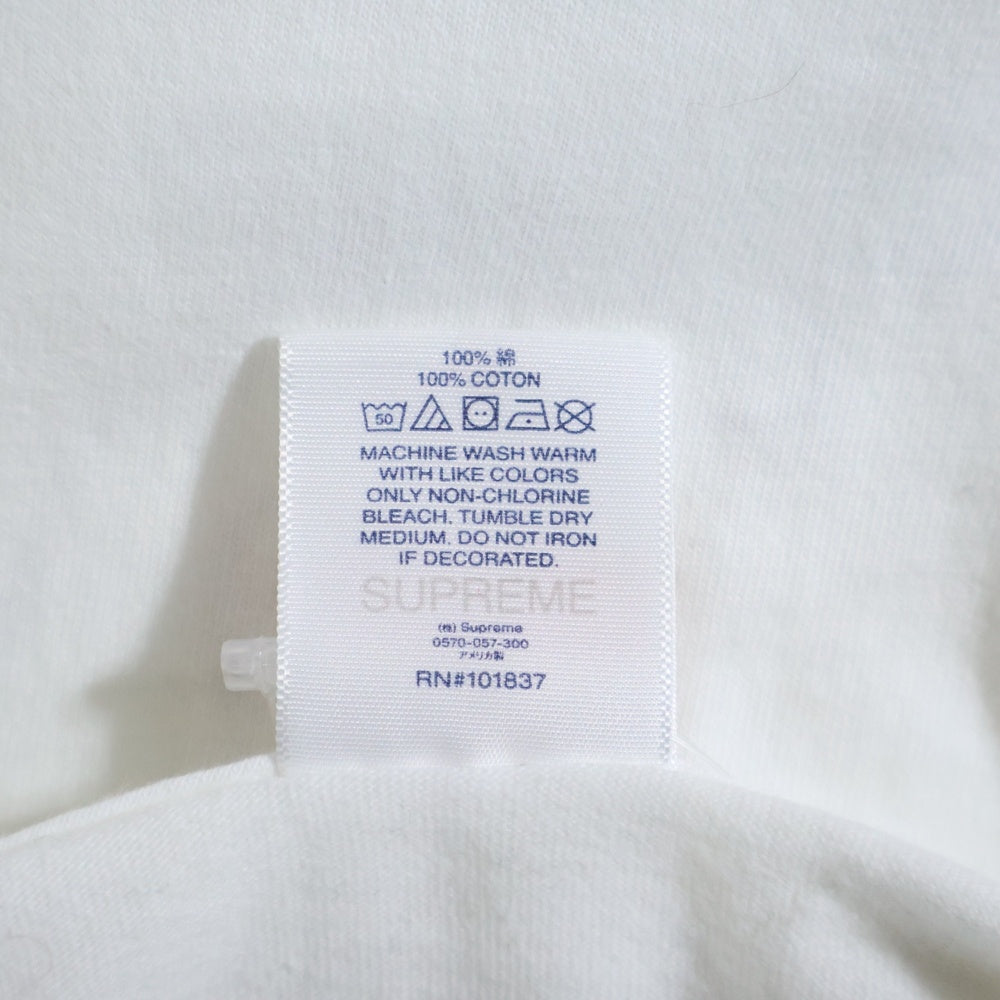 100% 綿
100% COTON
50
MACHINE WASH WARM
WITH LIKE COLORS
ONLY NON-CHLORINE
BLEACH. TUMBLE DRY
MEDIUM. DO NOT IRON
IF DECORATED.
SUPREME
(株) Supreme
0570-057-300
アメリカ製
RN#101837